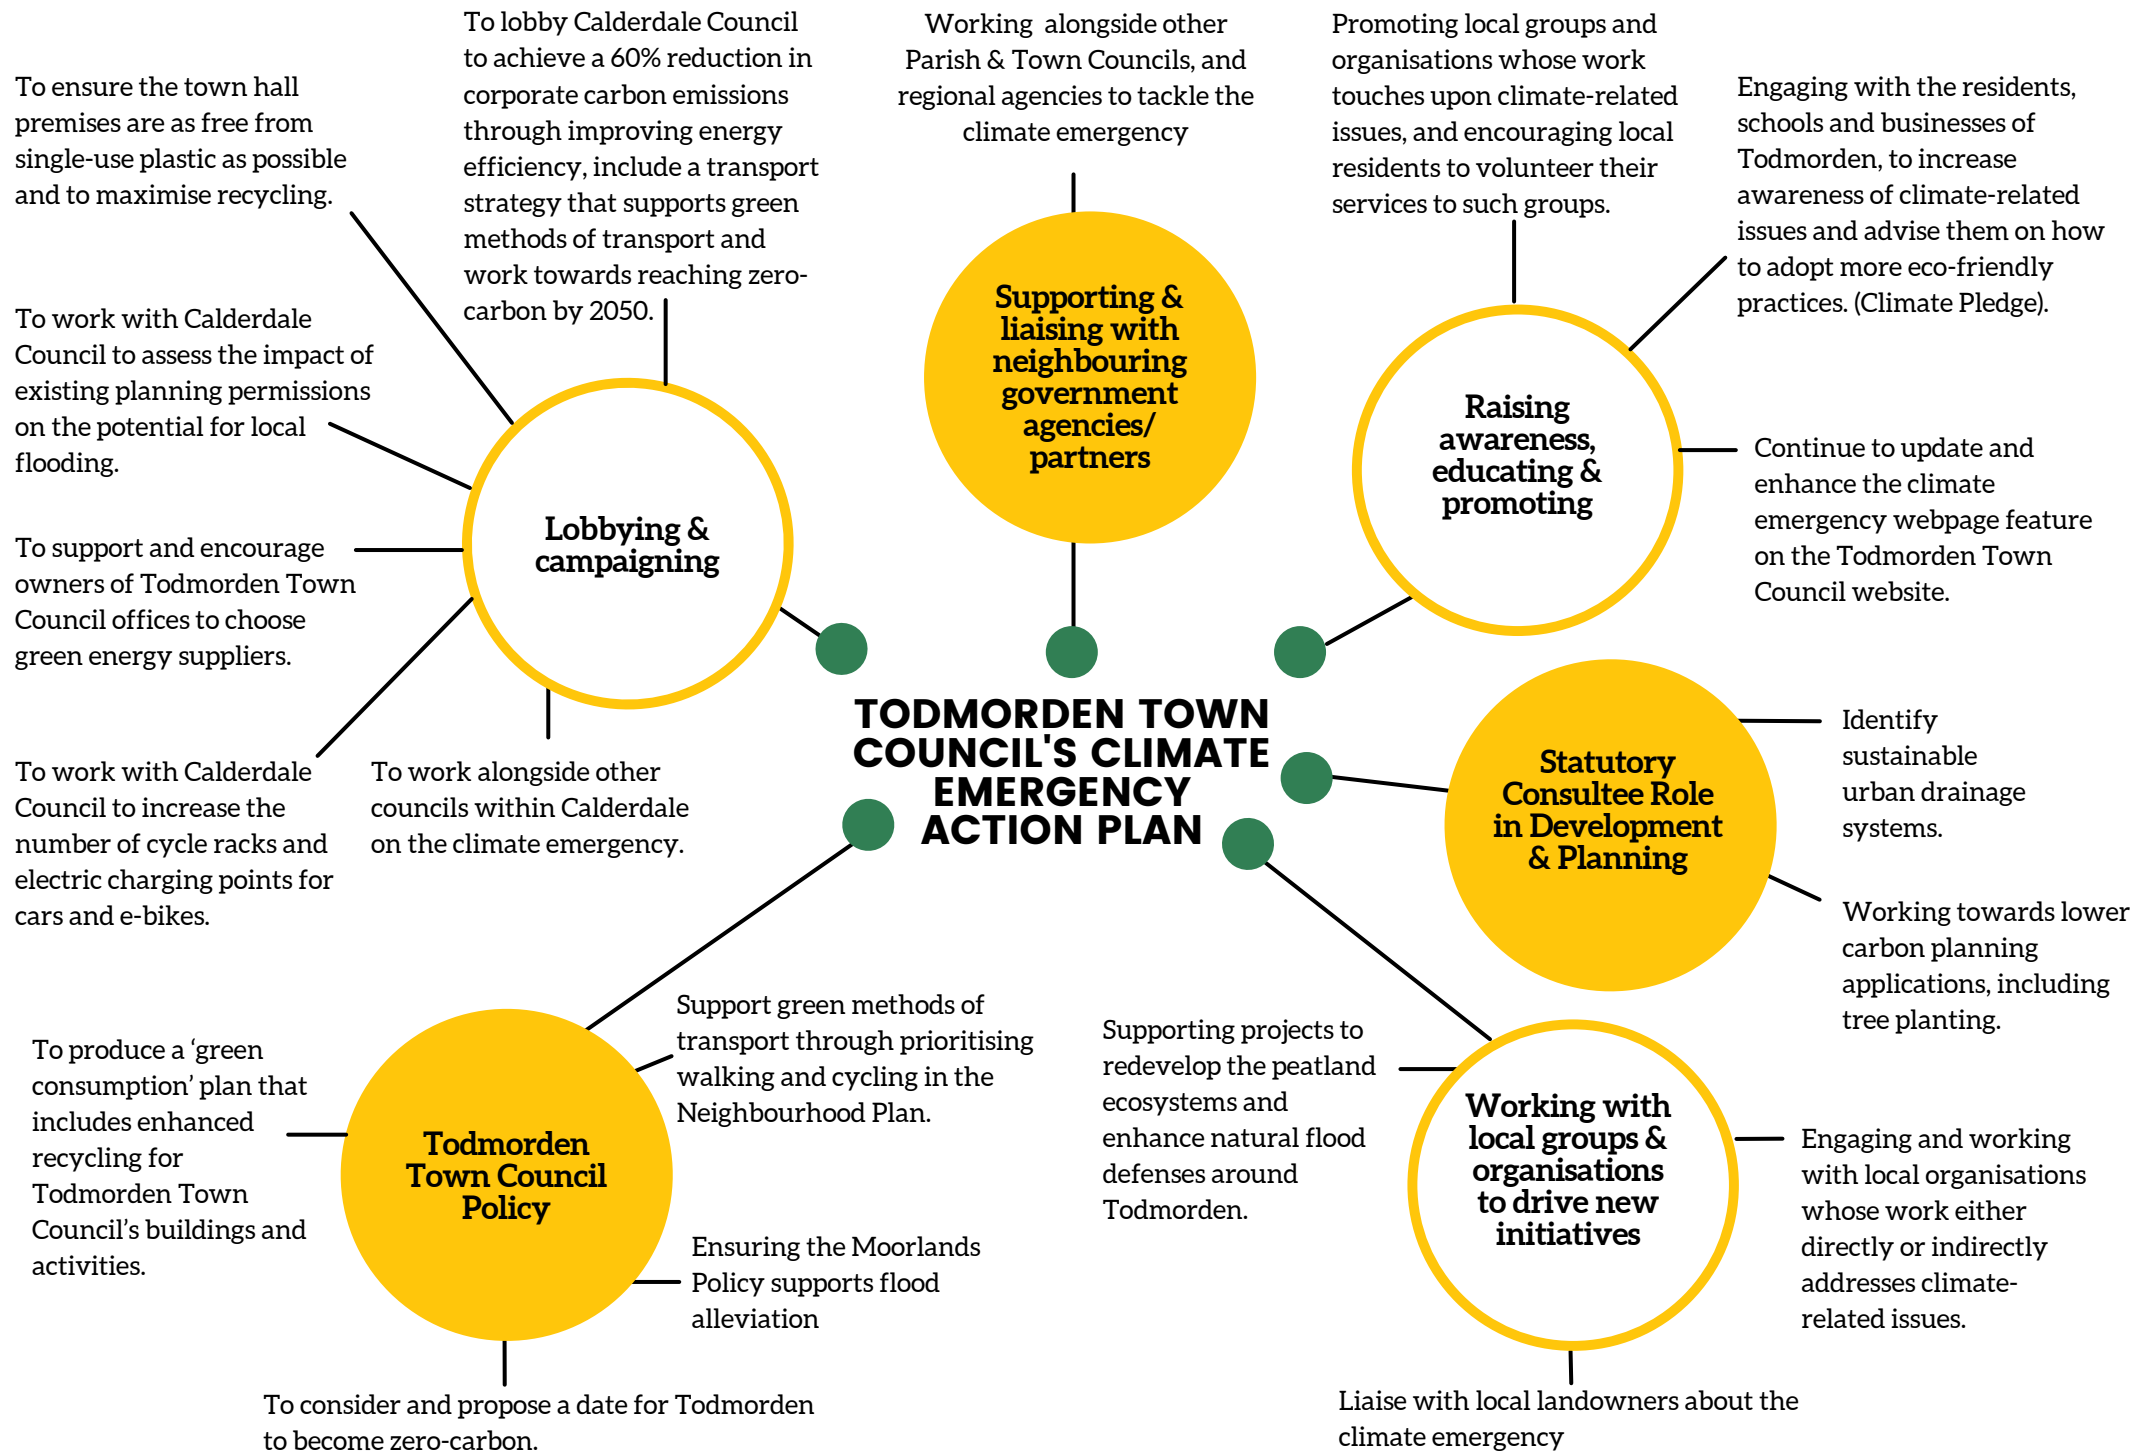 To lobby Calderdale Council
to achieve a 60% reduction in
corporate carbon emissions
through improving energy
efficiency, include a transport
strategy that supports green
methods of transport and
work towards reaching zero-
carbon by 2050.
Working alongside other
Parish & Town Councils, and
regional agencies to tackle the
climate emergency
Promoting local groups and
organisations whose work
touches upon climate-related
issues, and encouraging local
residents to volunteer their
services to such groups.
To ensure the town hall
premises are as free from
single-use plastic as possible
and to maximise recycling.
Engaging with the residents,
schools and businesses of
Todmorden, to increase
awareness of climate-related
issues and advise them on how
to adopt more eco-friendly
practices. (Climate Pledge).
To work with Calderdale
Council to assess the impact of
existing planning permissions
on the potential for local
flooding.
Supporting &
liaising with
neighbouring
government
agencies/
partners
Raising
awareness,
educating &
promoting
Continue to update and
enhance the climate
emergency webpage feature
on the Todmorden Town
Council website.
Lobbying &
campaigning
To support and encourage
owners of Todmorden Town
Council offices to choose
green energy suppliers.
TODMORDEN TOWN
COUNCIL'S CLIMATE
EMERGENCY
ACTION PLAN
Statutory
Consultee Role
in Development
& Planning
Identify
sustainable
urban drainage
systems.
To work with Calderdale
Council to increase the
number of cycle racks and
electric charging points for
cars and e-bikes.
To work alongside other
councils within Calderdale
on the climate emergency.
Working towards lower
carbon planning
applications, including
tree planting.
Support green methods of
transport through prioritising
walking and cycling in the
Neighbourhood Plan.
Supporting projects to
redevelop the peatland
ecosystems and
enhance natural flood
defenses around
Todmorden.
To produce a ‘green
consumption’ plan that
includes enhanced
recycling for
Todmorden Town
Council’s buildings and
activities.
Todmorden
Town Council
Policy
Working with
local groups &
organisations
to drive new
initiatives
Engaging and working
with local organisations
whose work either
directly or indirectly
addresses climate-
related issues.
Ensuring the Moorlands
Policy supports flood
alleviation
To consider and propose a date for Todmorden
to become zero-carbon.
Liaise with local landowners about the
climate emergency